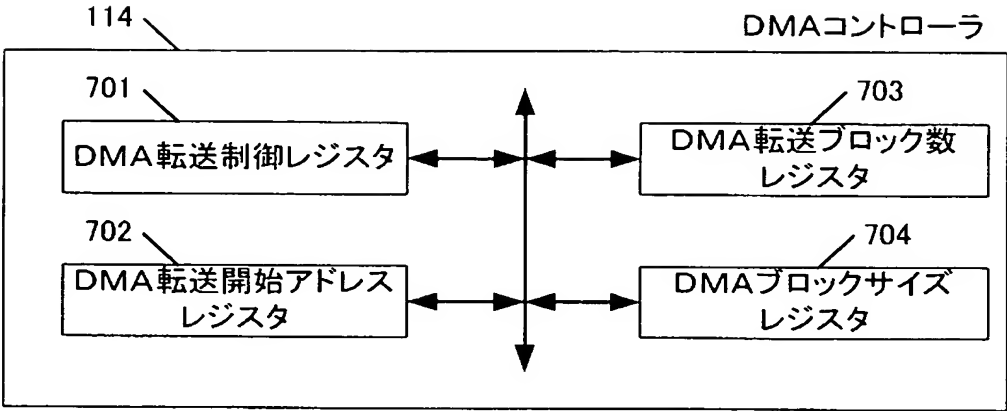 114
DMAコントローラ
701
DMA転送制御レジスタ
703
DMA転送ブロック数
レジスタ
702
DMA転送開始アドレス
レジスタ
704
DMAブロックサイズ
レジスタ